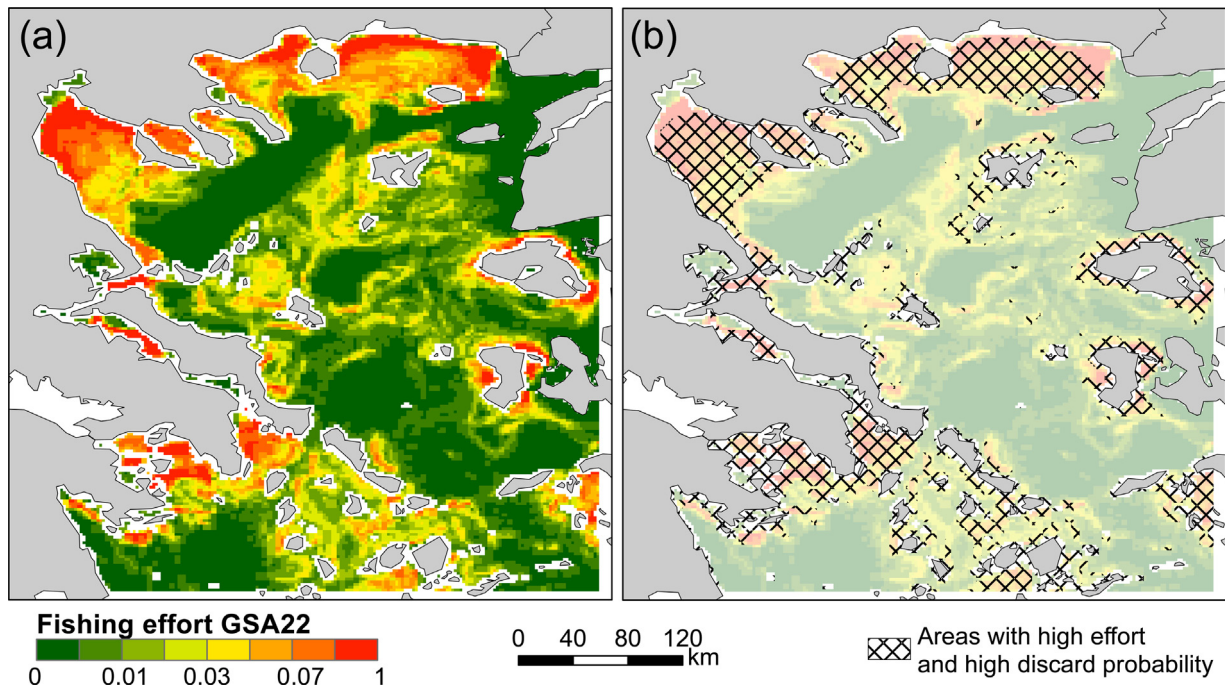 (a)
(b)
Fishing effort GSA22
0 0.01 0.03 0.07 1
0 40 80 120
km
Areas with high effort
and high discard probability